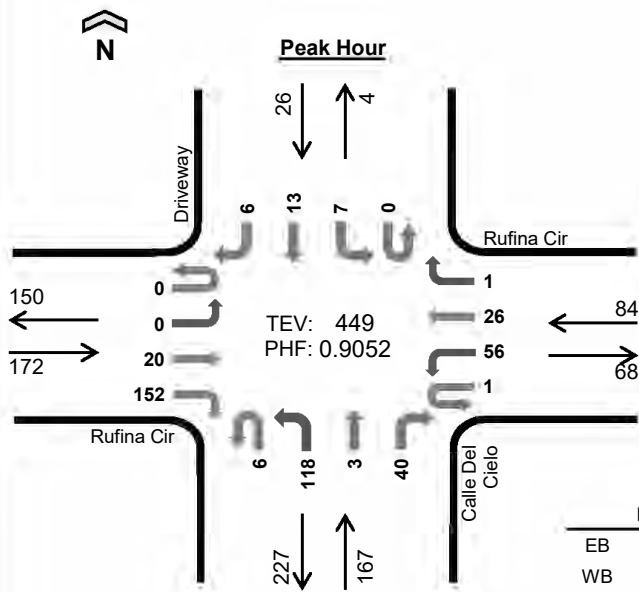 N
Peak Hour
26
4
Driveway
6
13
7
0
Rufina Cir
150
172
0
0
20
152
TEV: 449
PHF: 0.9052
1
26
56
1
84
68
Rufina Cir
6
118
3
40
Calle Del
Cielo
227
167
EB
WB